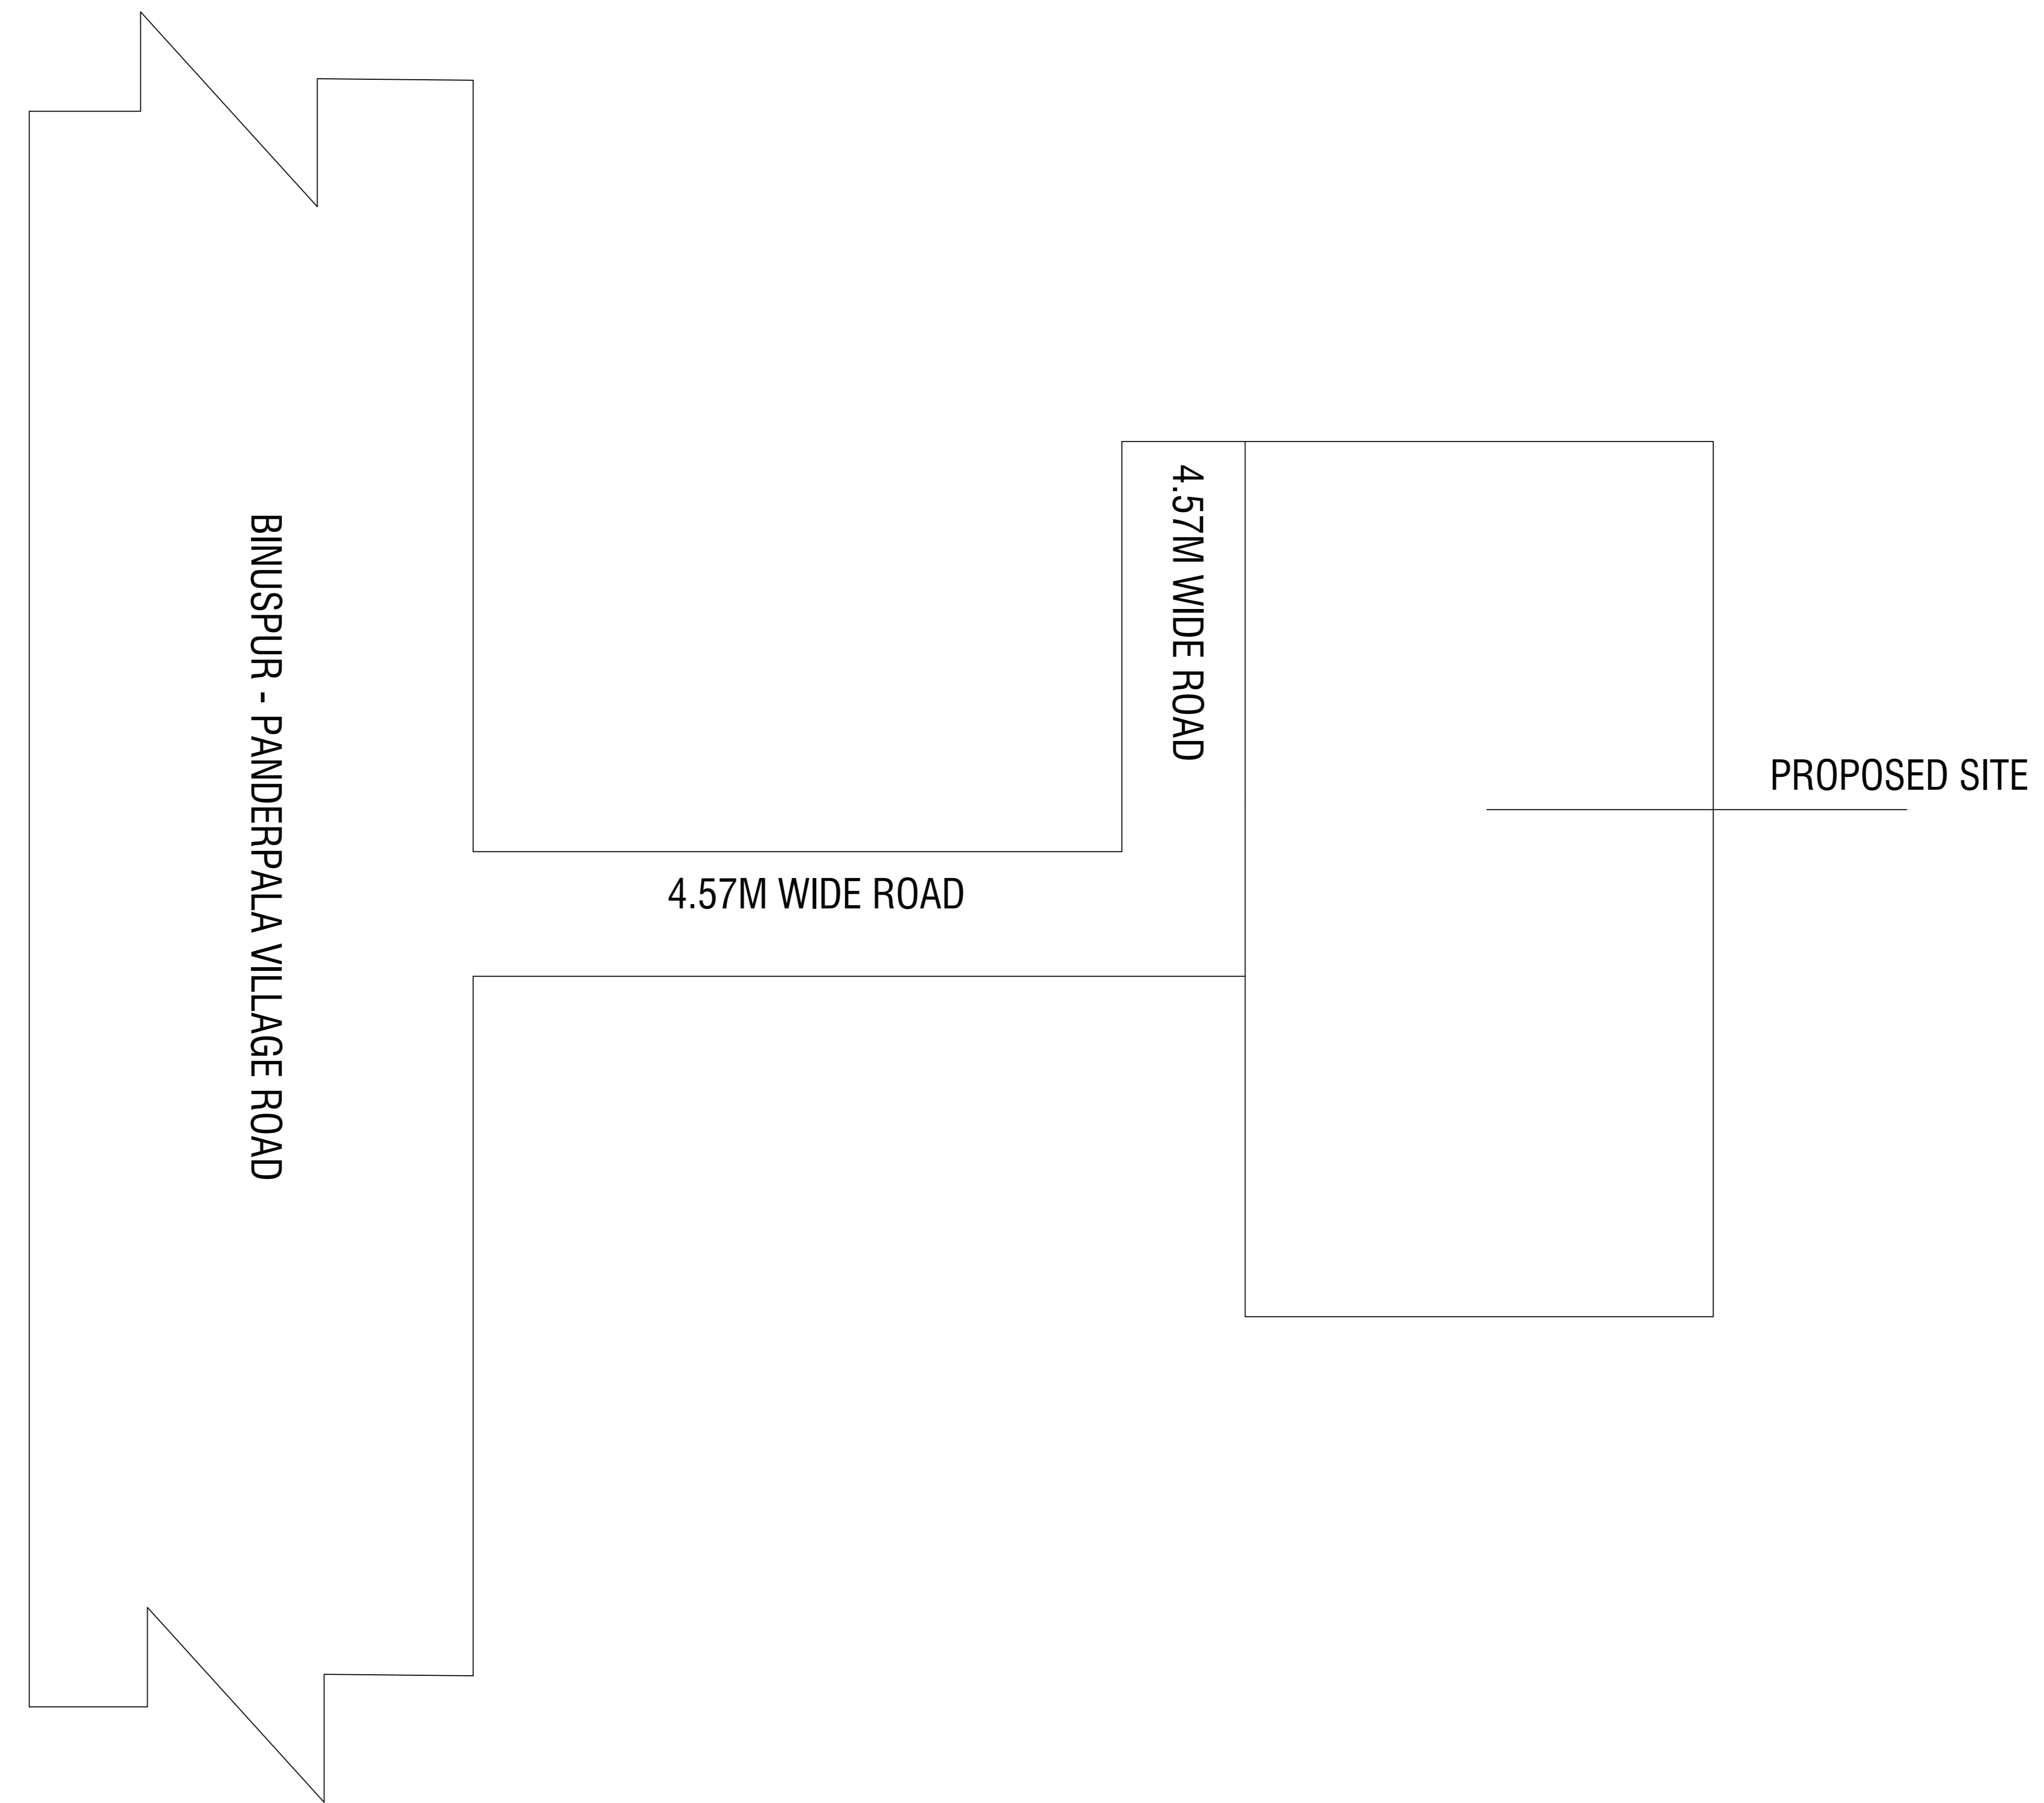 BINUSPUR - PANDERPALA VILLAGE ROAD
4.57M WIDE ROAD
4.57M WIDE ROAD
PROPOSED SITE